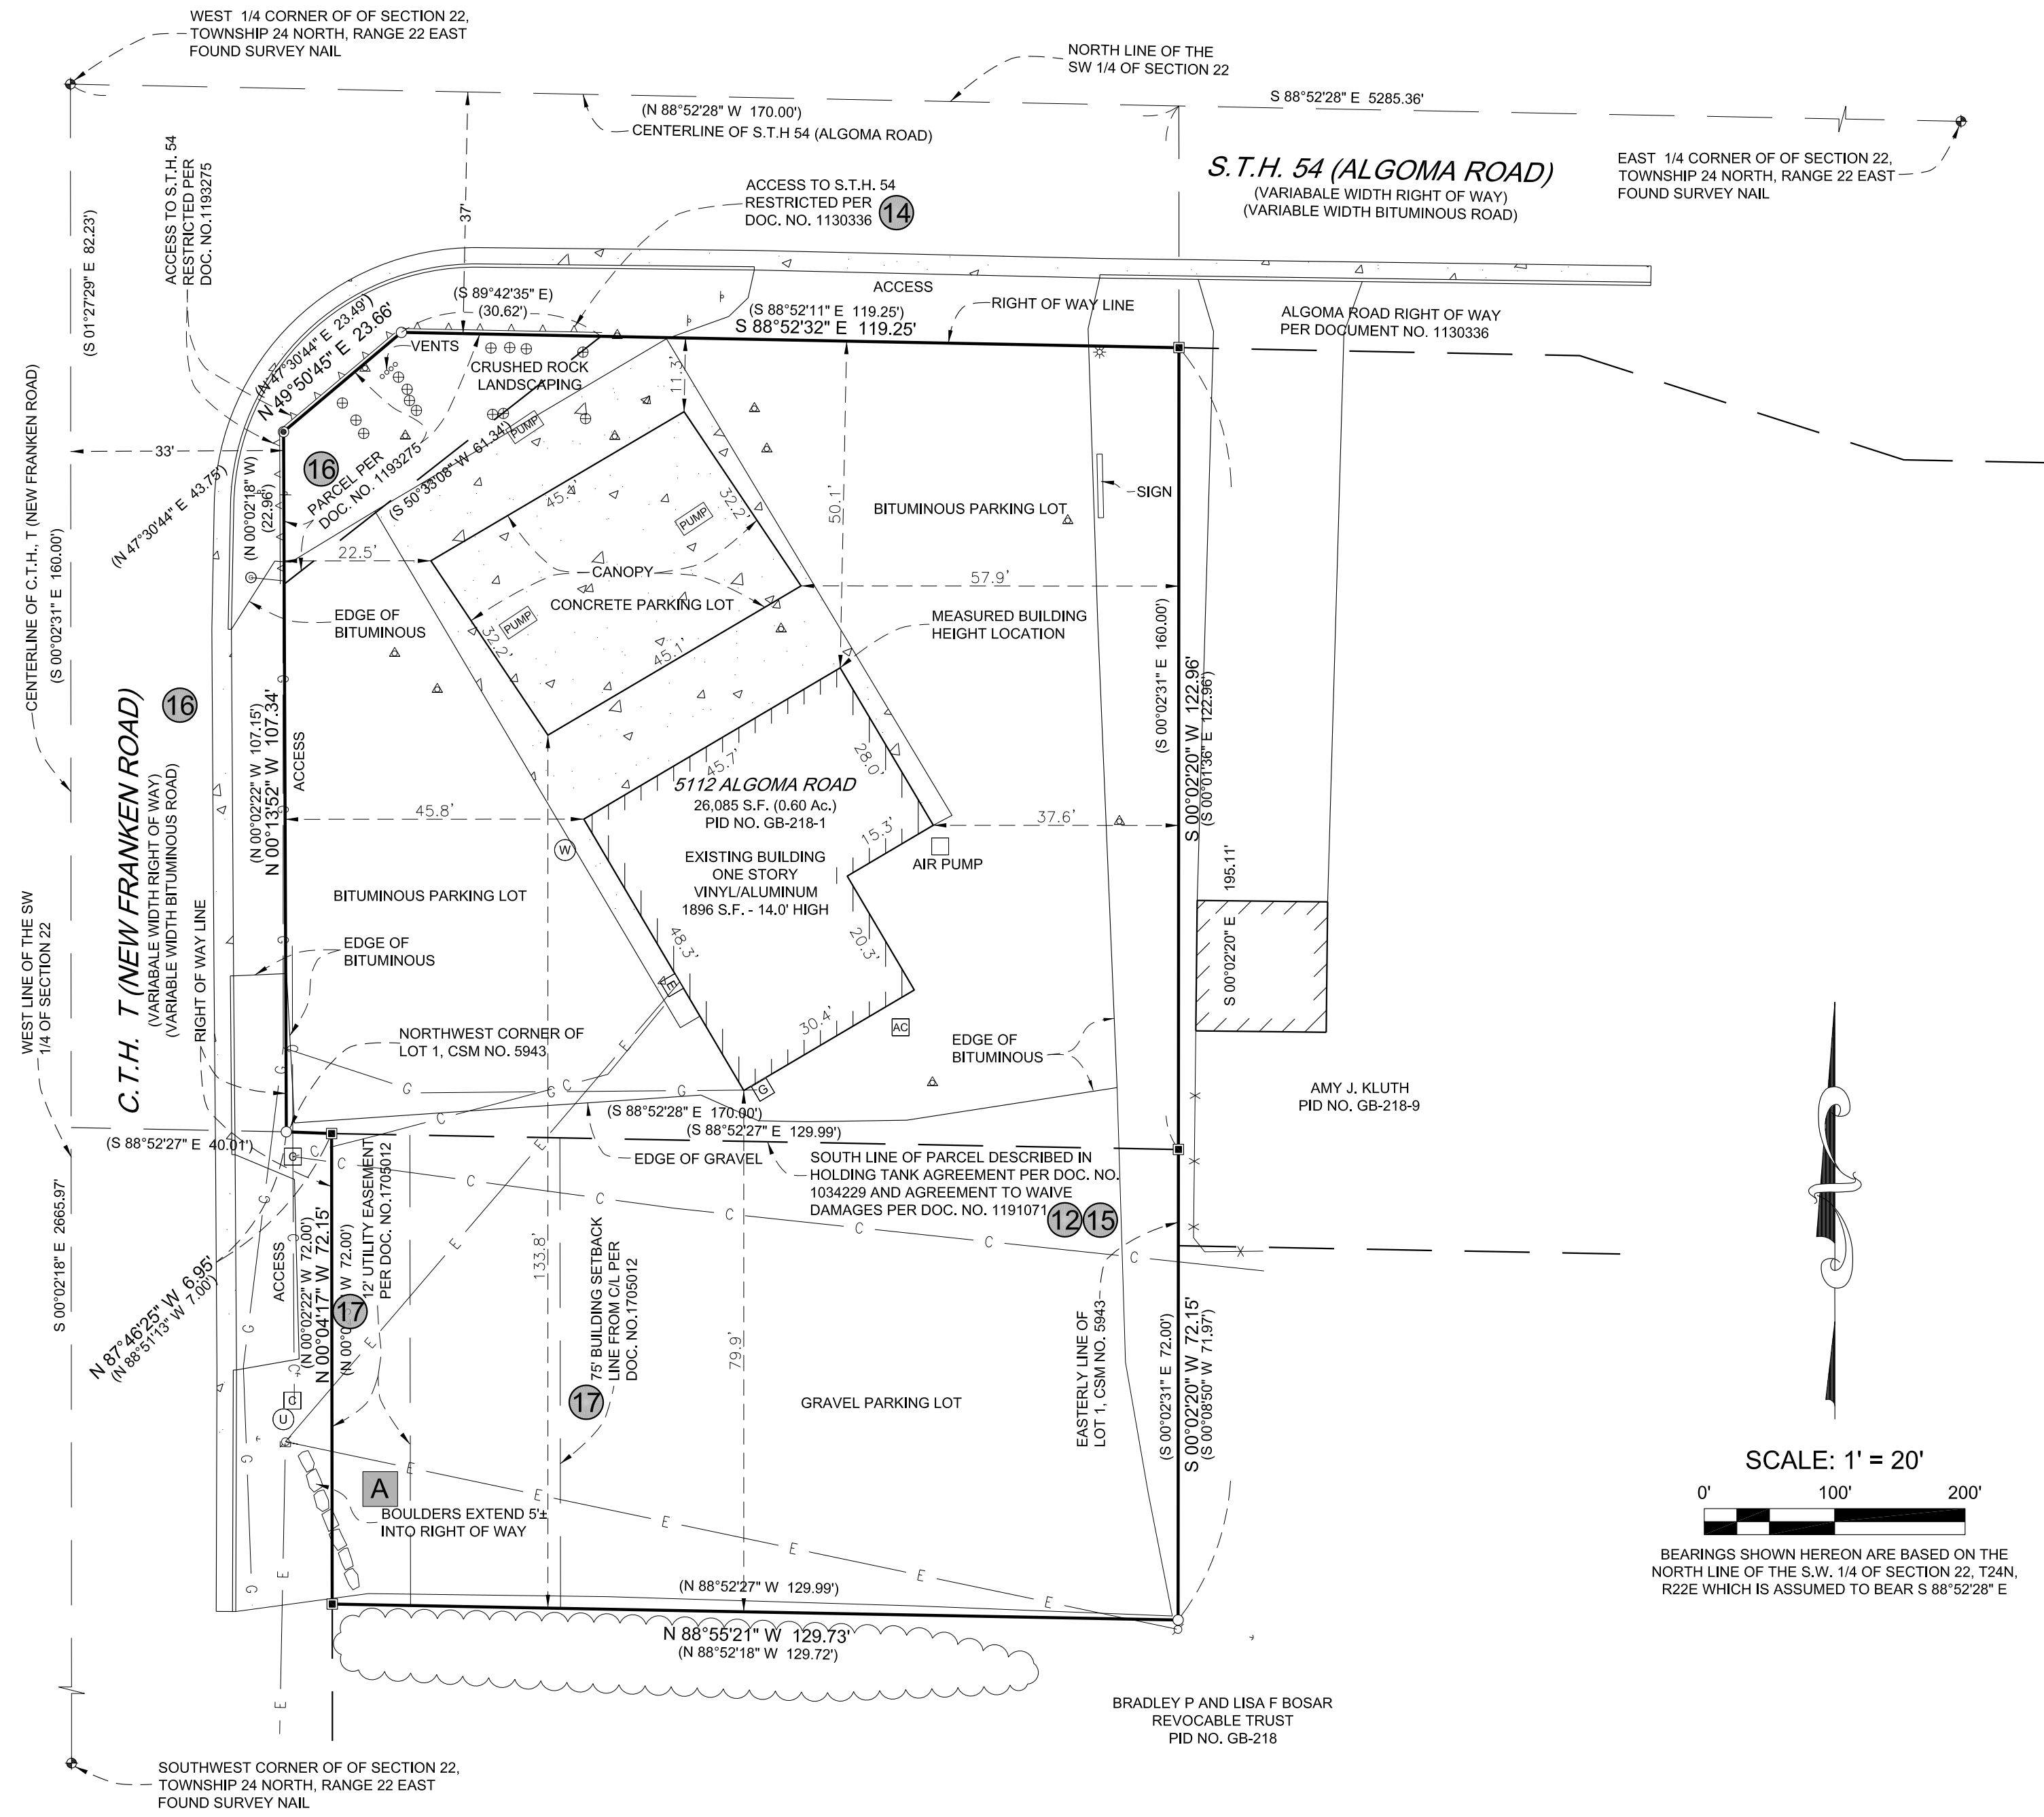 WEST 1/4 CORNER OF OF SECTION 22,
TOWNSHIP 24 NORTH, RANGE 22 EAST
FOUND SURVEY NAIL
NORTH LINE OF THE
SW 1/4 OF SECTION 22
(N 88°52'28" W 170.00')
CENTERLINE OF S.T.H 54 (ALGOMA ROAD)
S 88°52'28" E 5285.36'
S.T.H. 54 (ALGOMA ROAD)
(VARIABALE WIDTH RIGHT OF WAY)
(VARIABLE WIDTH BITUMINOUS ROAD)
EAST 1/4 CORNER OF OF SECTION 22,
TOWNSHIP 24 NORTH, RANGE 22 EAST
FOUND SURVEY NAIL
ACCESS TO S.T.H. 54
RESTRICTED PER
DOC. NO.1193275
ACCESS TO S.T.H. 54
RESTRICTED PER
DOC. NO. 1130336
14
37'
(S 01°27'29" E 82.23')
(S 89°42'35" E)
(30.62')
ACCESS
(S 88°52'11" E 119.25')
S 88°52'32" E 119.25'
RIGHT OF WAY LINE
ALGOMA ROAD RIGHT OF WAY
PER DOCUMENT NO. 1130336
(N 47°30'44" E 23.49')
N 49°50'45" E 23.66'
VENTS
CRUSHED ROCK
LANDSCAPING
11.3'
33'
(N 47°30'44" E 43.75')
16
PARCEL PER
DOC. NO. 1193275
(S 50°33'08" W 61.34')
(N 00°02'18" W)
(22.96')
PUMP
PUMP
PUMP
45.1'
32.2'
32.2'
45.1'
50.1'
22.5'
CANOPY
CONCRETE PARKING LOT
BITUMINOUS PARKING LOT
SIGN
57.9'
EDGE OF
BITUMINOUS
MEASURED BUILDING
HEIGHT LOCATION
CENTERLINE OF C.T.H., T (NEW FRANKEN ROAD)
(S 00°02'31" E 160.00')
C.T.H. T (NEW FRANKEN ROAD)
(VARIABALE WIDTH RIGHT OF WAY)
(VARIABLE WIDTH BITUMINOUS ROAD)
16
(N 00°02'22" W 107.15')
N 00°13'52" W 107.34'
ACCESS
(S 00°02'31" E 160.00')
S 00°02'20" W 122.96'
(S 00°01'36" E 122.96')
45.7'
28.0'
5112 ALGOMA ROAD
26,085 S.F. (0.60 Ac.)
PID NO. GB-218-1
45.8'
37.6'
15.3'
W
AIR PUMP
EXISTING BUILDING
ONE STORY
VINYL/ALUMINUM
1896 S.F. - 14.0' HIGH
BITUMINOUS PARKING LOT
S 00°02'20" E 195.11'
48.3'
20.3'
30.4'
E
AC
G
EDGE OF
BITUMINOUS
RIGHT OF WAY LINE
WEST LINE OF THE SW
1/4 OF SECTION 22
NORTHWEST CORNER OF
LOT 1, CSM NO. 5943
EDGE OF
BITUMINOUS
AMY J. KLUTH
PID NO. GB-218-9
(S 88°52'28" E 170.00')
(S 88°52'27" E 129.99')
(S 88°52'27" E 40.01')
EDGE OF GRAVEL
SOUTH LINE OF PARCEL DESCRIBED IN
HOLDING TANK AGREEMENT PER DOC. NO.
1034229 AND AGREEMENT TO WAIVE
DAMAGES PER DOC. NO. 1191071
12 15
S 00°02'18" E 2665.97'
N 87°46'25" W 6.95'
(N 88°51'13" W 7.00')
ACCESS
(N 00°02'22" W 72.00')
N 00°04'17" W 72.15'
W 72.00')
12' UTILITY EASEMENT
PER DOC. NO.1705012
17
133.8'
75' BUILDING SETBACK
LINE FROM C/L PER
DOC. NO.1705012
17
79.9'
GRAVEL PARKING LOT
EASTERLY LINE OF
LOT 1, CSM NO. 5943
(S 00°02'31" E 72.00')
S 00°02'20" W 72.15'
(S 00°08'50" W 71.97')
C
U
A
BOULDERS EXTEND 5'±
INTO RIGHT OF WAY
(N 88°52'27" W 129.99')
N 88°55'21" W 129.73'
(N 88°52'18" W 129.72')
SCALE: 1' = 20'
0' 100' 200'
BEARINGS SHOWN HEREON ARE BASED ON THE
NORTH LINE OF THE S.W. 1/4 OF SECTION 22, T24N,
R22E WHICH IS ASSUMED TO BEAR S 88°52'28" E
BRADLEY P AND LISA F BOSAR
REVOCABLE TRUST
PID NO. GB-218
SOUTHWEST CORNER OF OF SECTION 22,
TOWNSHIP 24 NORTH, RANGE 22 EAST
FOUND SURVEY NAIL